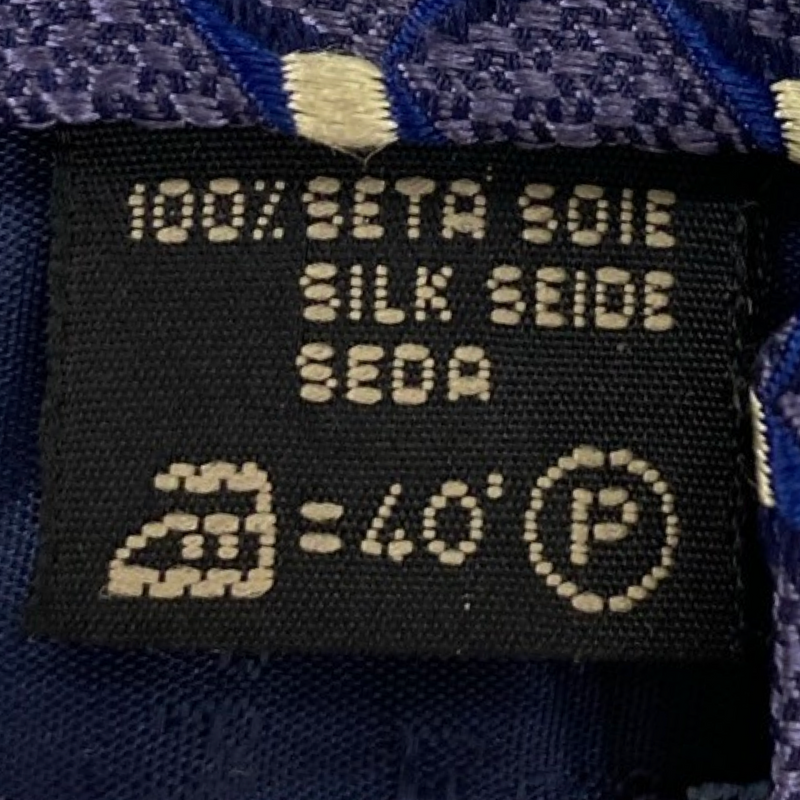 100% SETA SOIE
SILK SEIDE
SEDA
= 40° P